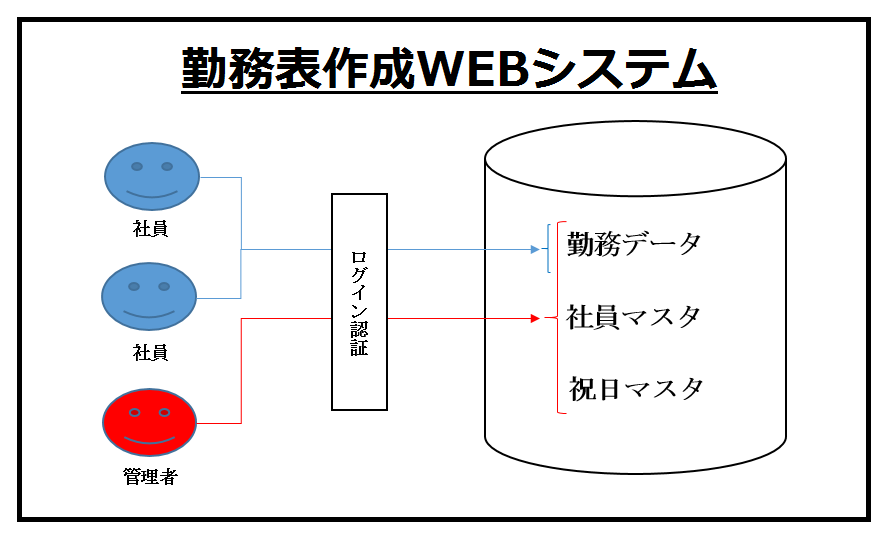 勤務表作成WEBシステム
社員
社員
管理者
ログイン認証
勤務データ
社員マスタ
祝日マスタ